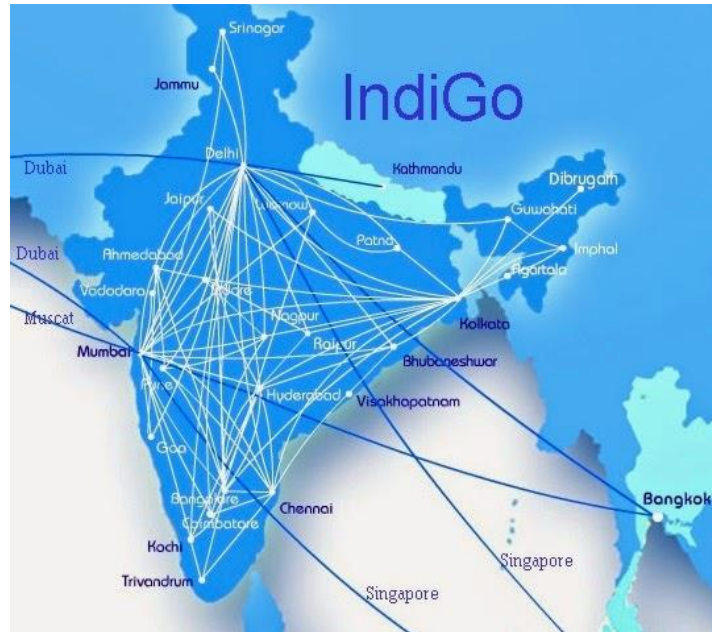 Srinagar
Jammu
IndiGo
Delhi
Dubai
Kathmandu
Dibrugarh
Jaipur
Lucknow
Guwahati
Patna
Imphal
Dubai
Ahmedabad
Agartala
Vadodara
Indore
Kolkata
Nagpur
Muscat
Raipur
Mumbai
Bhubaneshwar
Pune
Hyderabad
Visakhapatnam
Goa
Bangalore
Bangkok
Chennai
Coimbatore
Kochi
Singapore
Trivandrum
Singapore